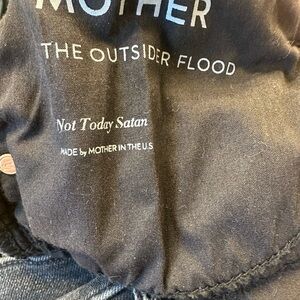 MOTHER
THE OUTSIDER FLOOD
Not Today Satan
MADE by MOTHER IN THE U.S